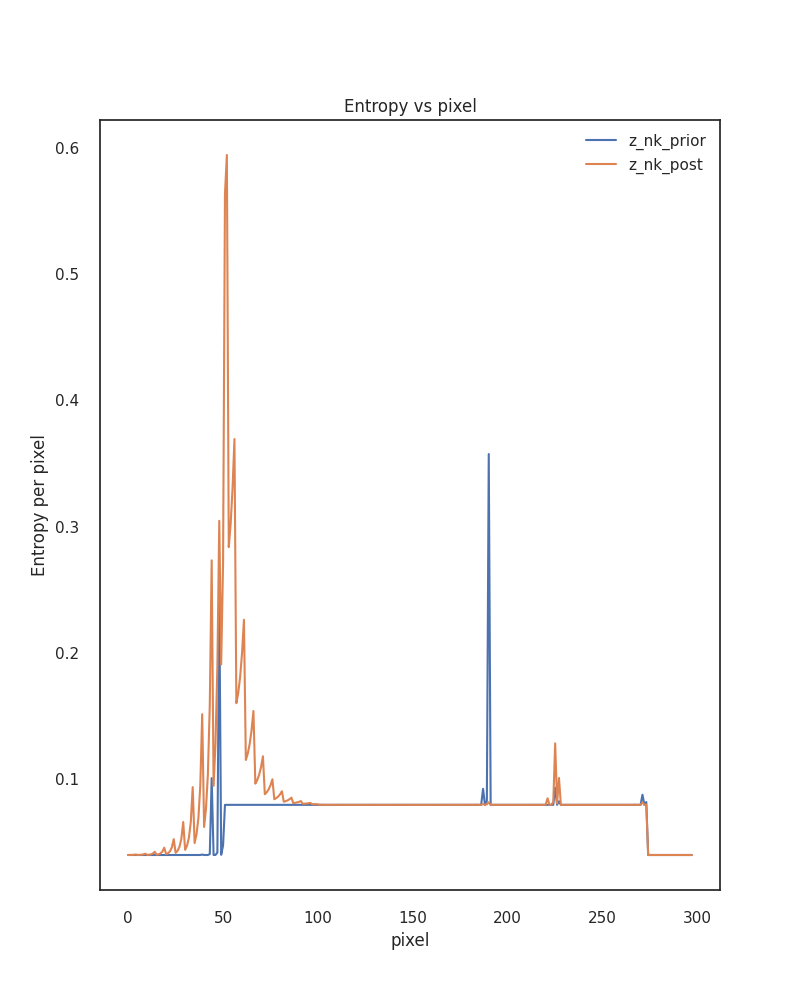 Entropy vs pixel
z_nk_prior
z_nk_post
0.6
0.5
0.4
0.3
0.2
0.1
Entropy per pixel
0 50 100 150 200 250 300
pixel